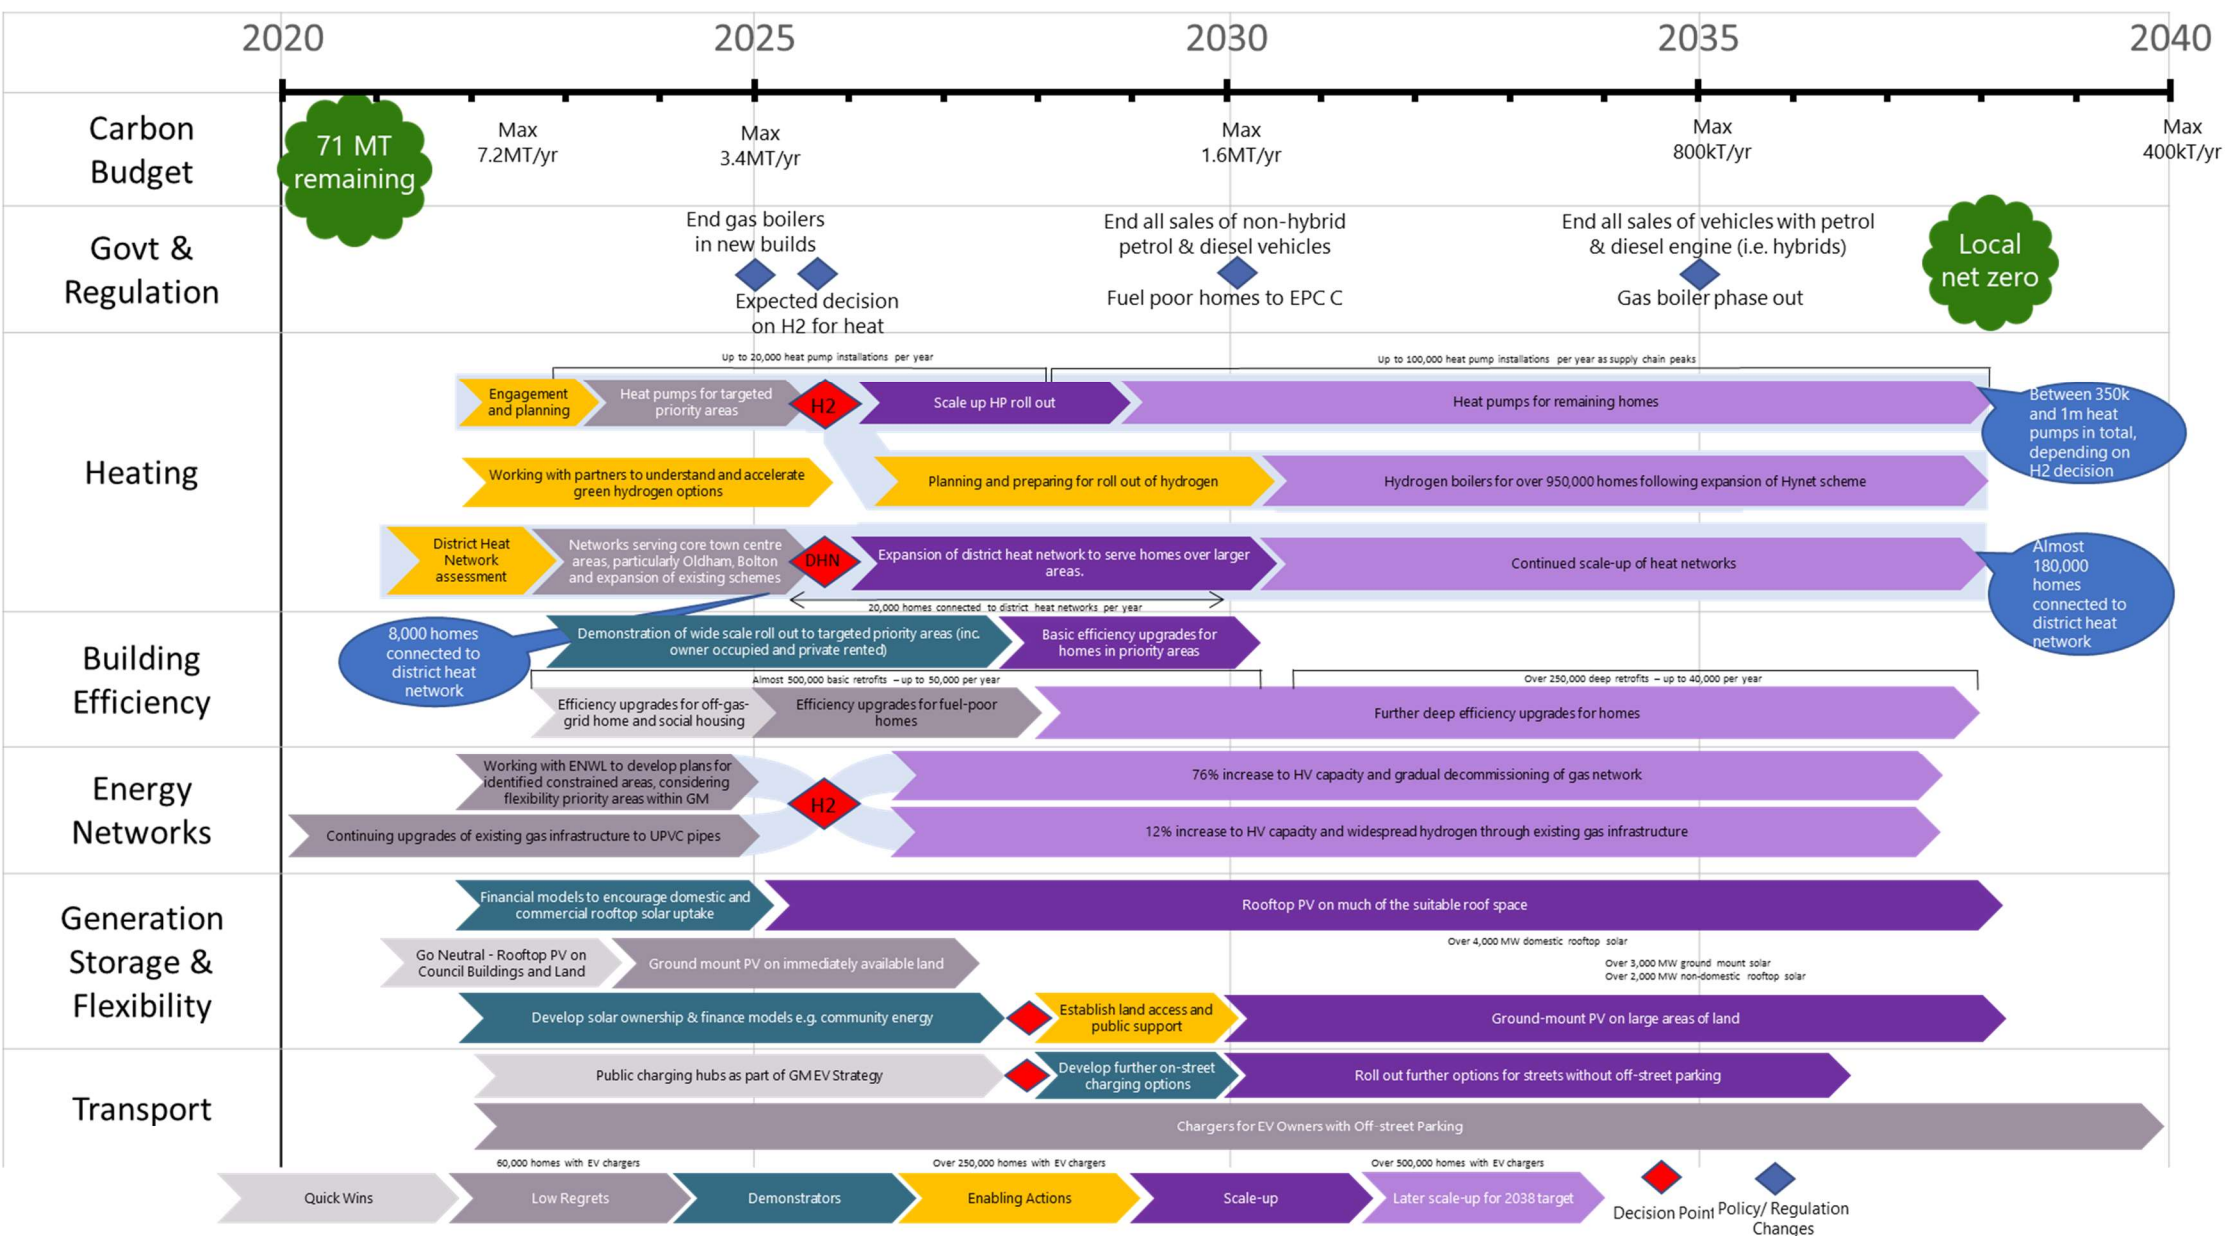 2020
2025
2030
2035
2040
Carbon
Budget
71 MT
remaining
Max
7.2MT/yr
Max
3.4MT/yr
Max
1.6MT/yr
Max
800kT/yr
Max
400kT/yr
Govt &
Regulation
End gas boilers
in new builds
Expected decision
on H2 for heat
End all sales of non-hybrid
petrol & diesel vehicles
Fuel poor homes to EPC C
End all sales of vehicles with petrol
& diesel engine (i.e. hybrids)
Gas boiler phase out
Local
net zero
Heating
Up to 20,000 heat pump installations per year
Up to 100,000 heat pump installations per year as supply chain peaks
Engagement
and planning
Heat pumps for targeted
priority areas
H2
Scale up HP roll out
Heat pumps for remaining homes
Between 350k
and 1m heat
pumps in total,
depending on
H2 decision
Working with partners to understand and accelerate
green hydrogen options
Planning and preparing for roll out of hydrogen
Hydrogen boilers for over 950,000 homes following expansion of Hynet scheme
District Heat
Network
assessment
Networks serving core town centre
areas, particularly Oldham, Bolton
and expansion of existing schemes
DHN
Expansion of district heat network to serve homes over larger
areas.
Continued scale-up of heat networks
Almost
180,000
homes
connected to
district heat
network
20,000 homes connected to district heat networks per year
Building
Efficiency
8,000 homes
connected to
district heat
network
Demonstration of wide scale roll out to targeted priority areas (inc.
owner occupied and private rented)
Basic efficiency upgrades for
homes in priority areas
Almost 500,000 basic retrofits – up to 50,000 per year
Over 250,000 deep retrofits – up to 40,000 per year
Efficiency upgrades for off-gas-
grid home and social housing
Efficiency upgrades for fuel-poor
homes
Further deep efficiency upgrades for homes
Energy
Networks
Working with ENWL to develop plans for
identified constrained areas, considering
flexibility priority areas within GM
H2
76% increase to HV capacity and gradual decommissioning of gas network
Continuing upgrades of existing gas infrastructure to UPVC pipes
12% increase to HV capacity and widespread hydrogen through existing gas infrastructure
Generation
Storage &
Flexibility
Financial models to encourage domestic and
commercial rooftop solar uptake
Rooftop PV on much of the suitable roof space
Over 4,000 MW domestic rooftop solar
Go Neutral - Rooftop PV on
Council Buildings and Land
Ground mount PV on immediately available land
Over 3,000 MW ground mount solar
Over 2,000 MW non-domestic rooftop solar
Develop solar ownership & finance models e.g. community energy
Establish land access and
public support
Ground-mount PV on large areas of land
Transport
Public charging hubs as part of GM EV Strategy
Develop further on-street
charging options
Roll out further options for streets without off-street parking
Chargers for EV Owners with Off-street Parking
60,000 homes with EV chargers
Over 250,000 homes with EV chargers
Over 500,000 homes with EV chargers
Quick Wins
Low Regrets
Demonstrators
Enabling Actions
Scale-up
Later scale-up for 2038 target
Decision Point
Policy/ Regulation
Changes